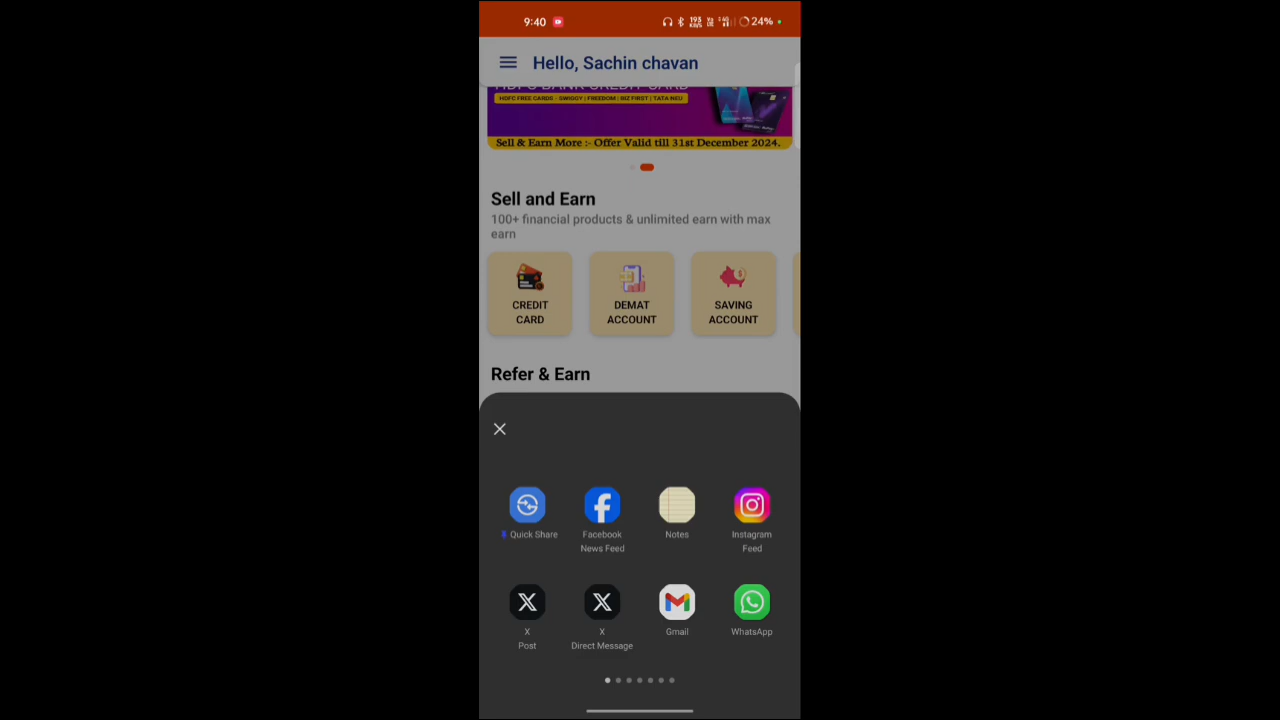 9:40
24%
Hello, Sachin chavan
HDFC BANK CREDIT CARD
HDFC FREE CARDS - SWIGGY | FREEDOM | BIZ FIRST | TATA NEU
Sell & Earn More :- Offer Valid till 31st December 2024.
Sell and Earn
100+ financial products & unlimited earn with max
earn
CREDIT
CARD
DEMAT
ACCOUNT
SAVING
ACCOUNT
Refer & Earn
Quick Share
Facebook
News Feed
Notes
Instagram
Feed
X
Post
X
Direct Message
Gmail
WhatsApp